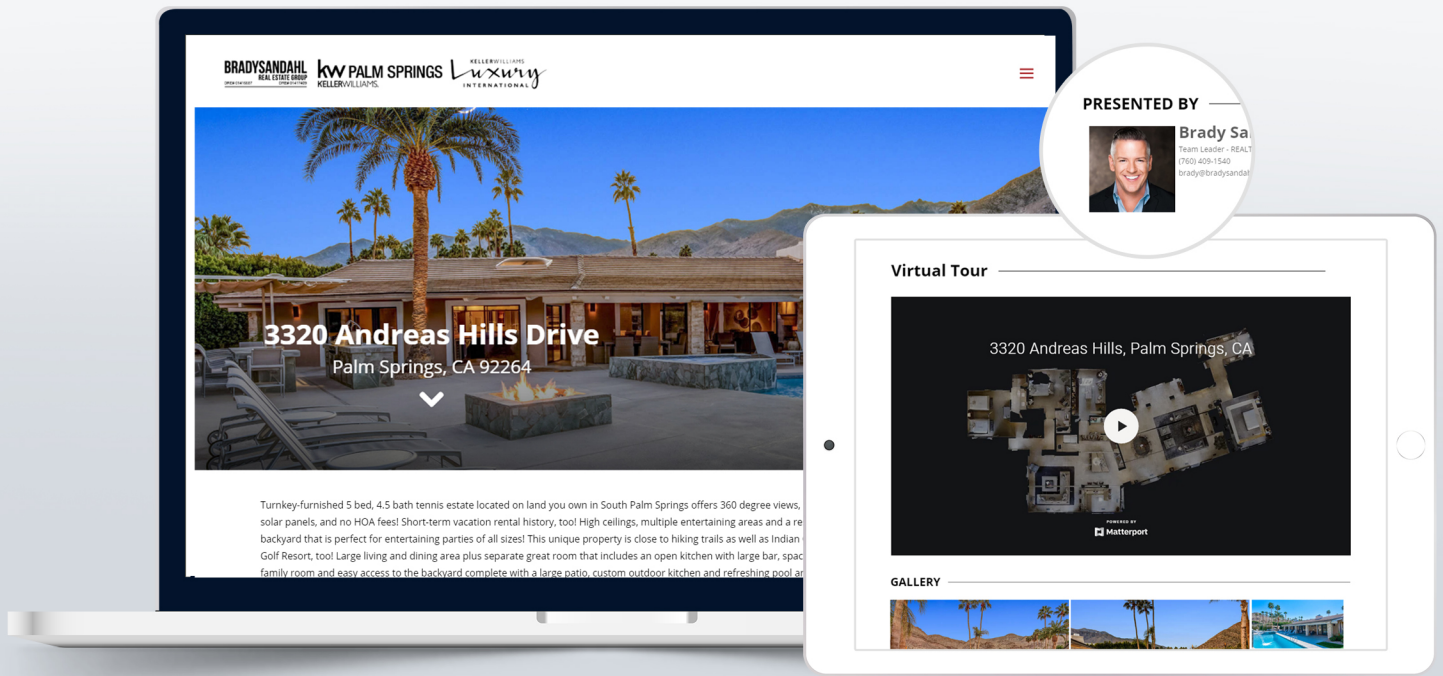 BRADYSANDAHL
REAL ESTATE GROUP
KW PALM SPRINGS
KELLERWILLIAMS.
KELLERWILLIAMS
Luxury
INTERNATIONAL
3320 Andreas Hills Drive
Palm Springs, CA 92264
Turnkey-furnished 5 bed, 4.5 bath tennis estate located on land you own in South Palm Springs offers 360 degree views,
solar panels, and no HOA fees! Short-term vacation rental history, too! High ceilings, multiple entertaining areas and a re
backyard that is perfect for entertaining parties of all sizes! This unique property is close to hiking trails as well as Indian
Golf Resort, too! Large living and dining area plus separate great room that includes an open kitchen with large bar, spac
family room and easy access to the backyard complete with a large patio, custom outdoor kitchen and refreshing pool ar
PRESENTED BY
Brady Sa
Team Leader - REALT
(760) 409-1540
brady@bradysandah
Virtual Tour
3320 Andreas Hills, Palm Springs, CA
POWERED BY
Matterport
GALLERY